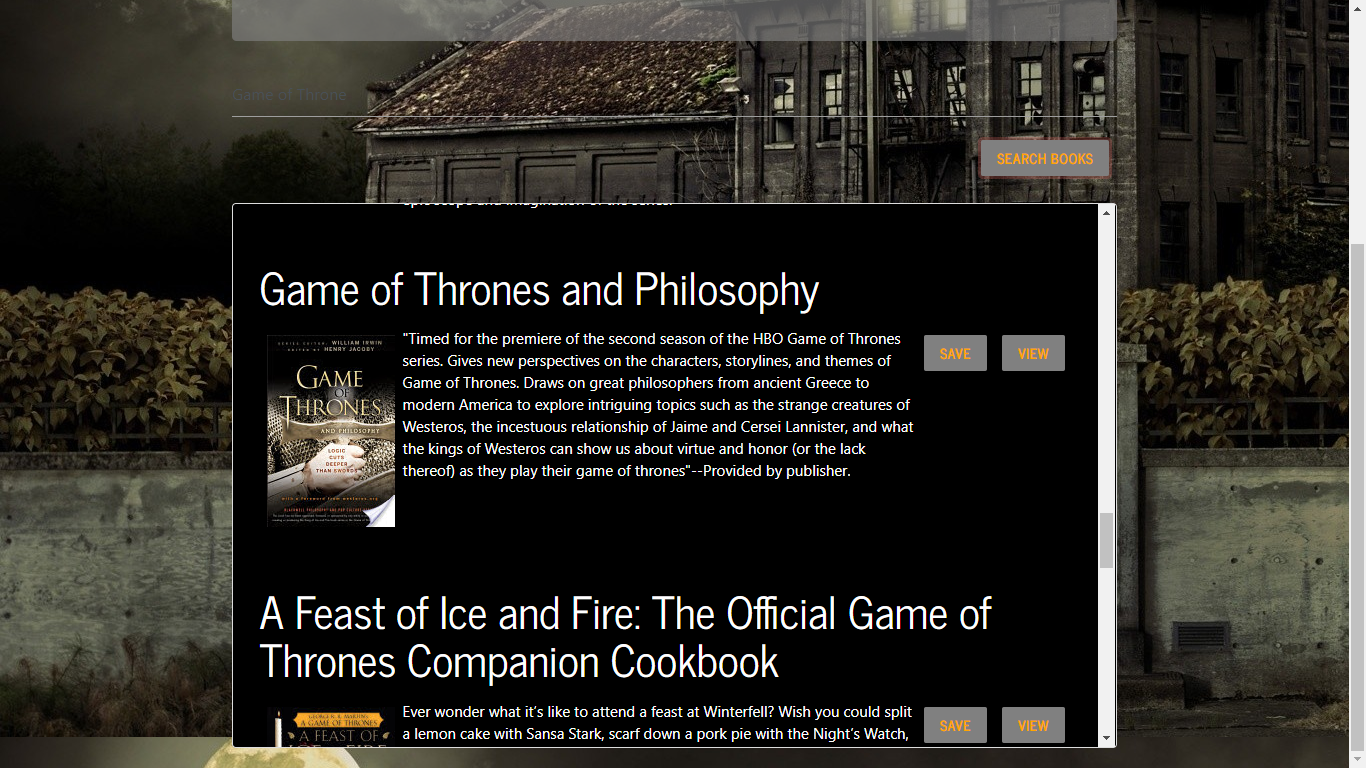 Game of Throne
SEARCH BOOKS
Game of Thrones and Philosophy
SERIES EDITOR, WILLIAM IRWIN
EDITED BY HENRY JACOBY
GAME
OF
THRONES
AND PHILOSOPHY
LOGIC
CUTS
DEEPER
THAN SWORDS
with a foreword from westeros.org
"Timed for the premiere of the second season of the HBO Game of Thrones
series. Gives new perspectives on the characters, storylines, and themes of
Game of Thrones. Draws on great philosophers from ancient Greece to
modern America to explore intriguing topics such as the strange creatures of
Westeros, the incestuous relationship of Jaime and Cersei Lannister, and what
the kings of Westeros can show us about virtue and honor (or the lack
thereof) as they play their game of thrones"--Provided by publisher.
SAVE
VIEW
A Feast of Ice and Fire: The Official Game of
Thrones Companion Cookbook
A FEAST OF
Ever wonder what it's like to attend a feast at Winterfell? Wish you could split
a lemon cake with Sansa Stark, scarf down a pork pie with the Night's Watch,
SAVE
VIEW